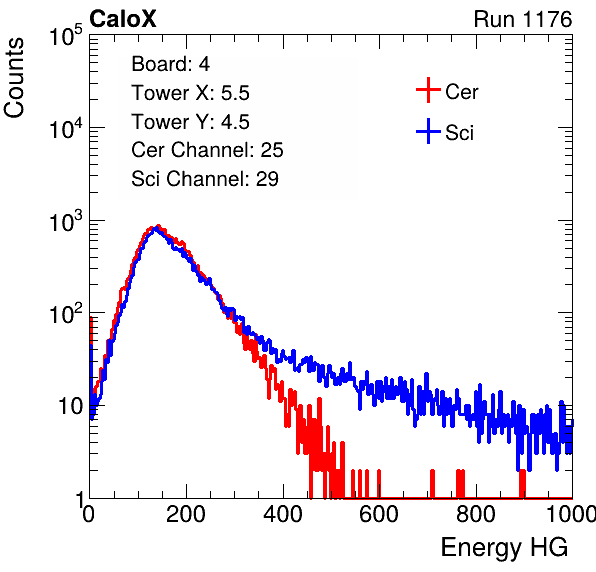 CaloX Run 1176
Counts
10^5
10^4
10^3
10^2
10
1
Board: 4
Tower X: 5.5
Tower Y: 4.5
Cer Channel: 25
Sci Channel: 29
Cer
Sci
0 200 400 600 800 1000
Energy HG